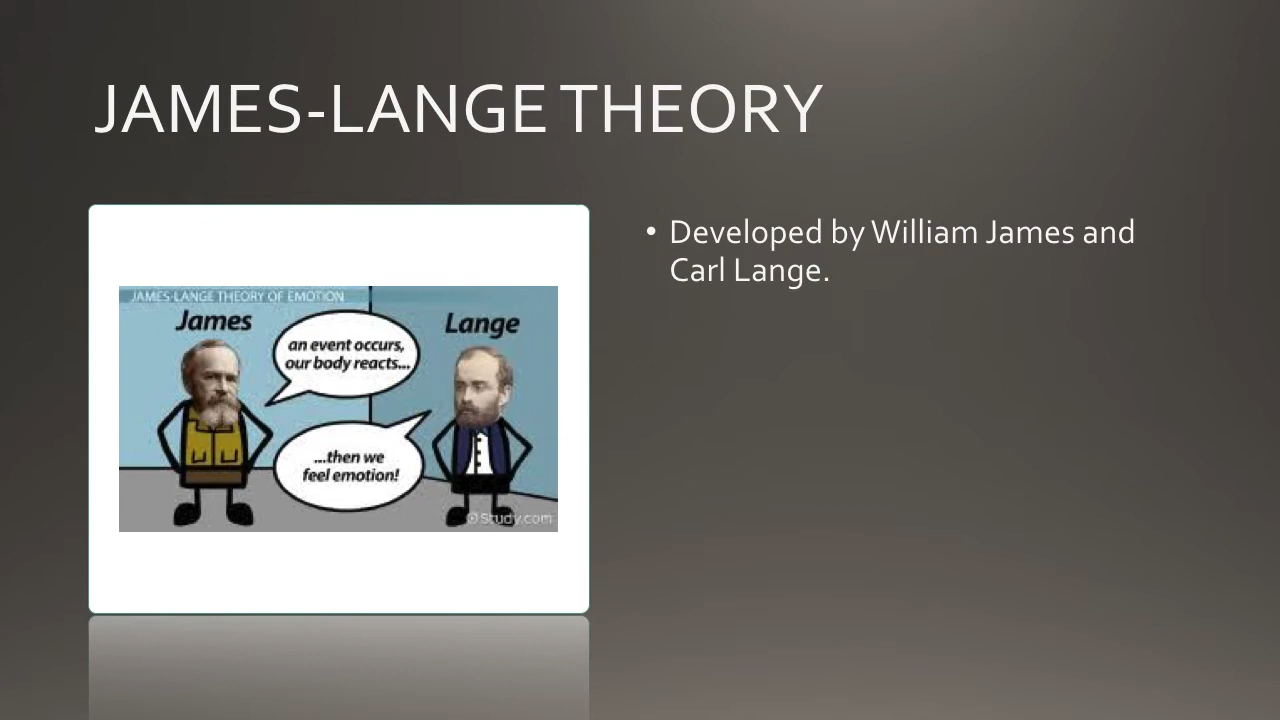 JAMES-LANGE THEORY
JAMES-LANGE THEORY OF EMOTION
James
Lange
an event occurs,
our body reacts...
...then we
feel emotion!
©Study.com
• Developed by William James and
Carl Lange.